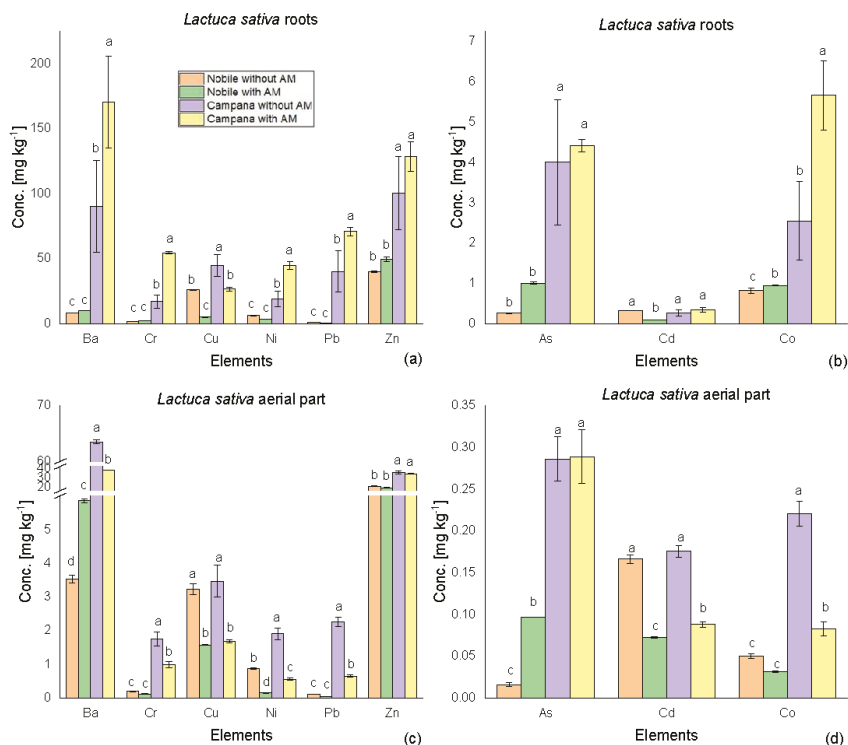 Lactuca sativa roots
Nobile without AM
Nobile with AM
Campana without AM
Campana with AM
Conc. [mg kg-1]
200
150
100
50
0
c c b a
c c b a
b c a b
c c b a
c c b a
b b a a
Ba Cr Cu Ni Pb Zn
Elements
(a)
Lactuca sativa roots
Conc. [mg kg-1]
7
6
5
4
3
2
1
0
b b a a
a b a a
c c b a
As Cd Co
Elements
(b)
Lactuca sativa aerial part
Conc. [mg kg-1]
70
60
40
30
20
5
4
3
2
1
0
d c a b
c c a b
a b a b
b d a c
c c a b
b b a a
Ba Cr Cu Ni Pb Zn
Elements
(c)
Lactuca sativa aerial part
Conc. [mg kg-1]
0.35
0.30
0.25
0.20
0.15
0.10
0.05
0.00
c b a a
a c a b
c c a b
As Cd Co
Elements
(d)